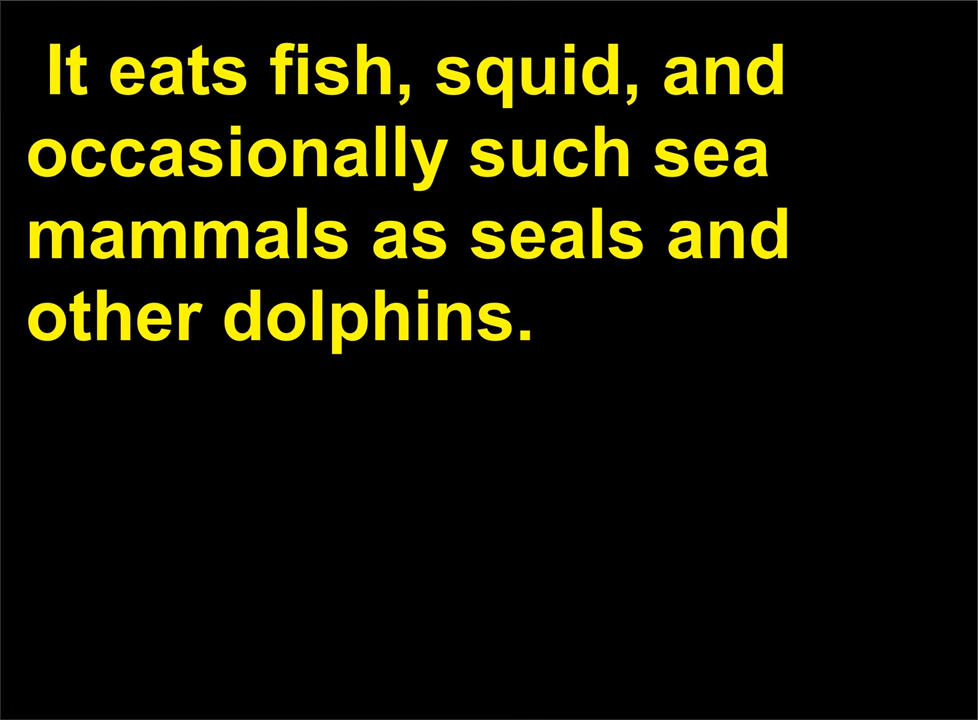 It eats fish, squid, and
occasionally such sea
mammals as seals and
other dolphins.